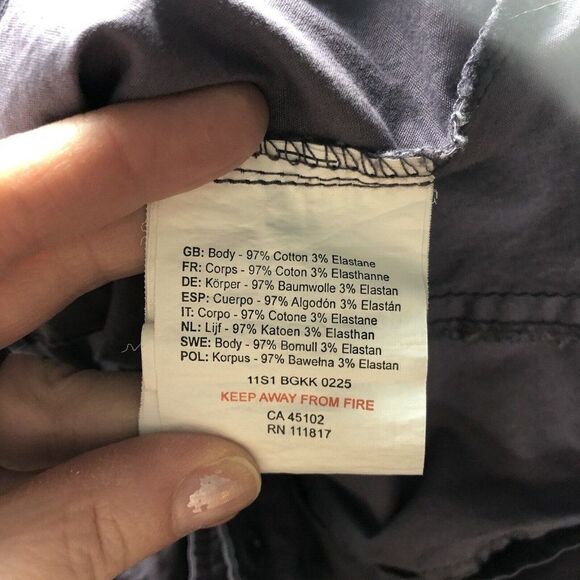 GB: Body - 97% Cotton 3% Elastane
FR: Corps - 97% Coton 3% Elasthanne
DE: Körper - 97% Baumwolle 3% Elastan
ESP: Cuerpo - 97% Algodón 3% Elastán
IT: Corpo - 97% Cotone 3% Elastane
NL: Lijf - 97% Katoen 3% Elasthan
SWE: Body - 97% Bomull 3% Elastan
POL: Korpus - 97% Bawełna 3% Elastan
11S1 BGKK 0225
KEEP AWAY FROM FIRE
CA 45102
RN 111817